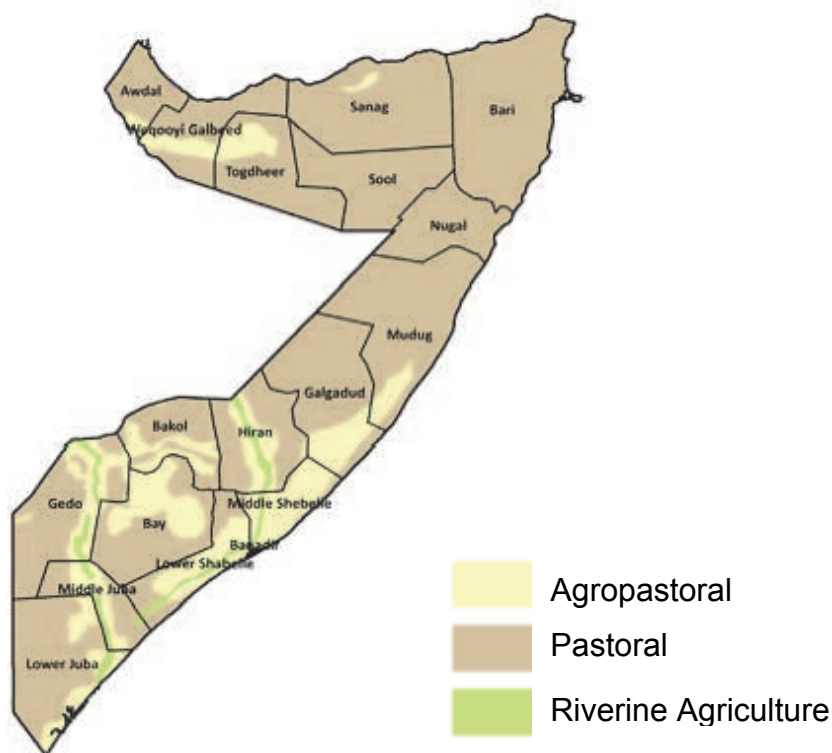 Awdal
Woqooyi Galbeed
Togdheer
Sanag
Bari
Sool
Nugal
Mudug
Galgadud
Hiran
Bakol
Gedo
Bay
Middle Shebelle
Banadir
Lower Shabelle
Middle Juba
Lower Juba
Agropastoral
Pastoral
Riverine Agriculture